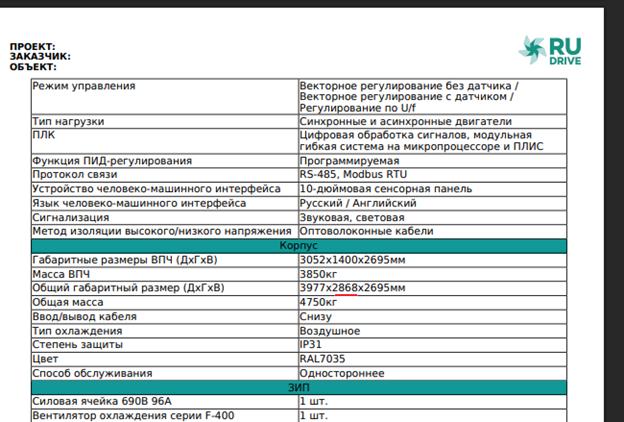 ПРОЕКТ:
ЗАКАЗЧИК:
ОБЪЕКТ:
RU
DRIVE
Режим управления
Векторное регулирование без датчика /
Векторное регулирование с датчиком /
Регулирование по U/f
Тип нагрузки Синхронные и асинхронные двигатели
ПЛК
Цифровая обработка сигналов, модульная
гибкая система на микропроцессоре и ПЛИС
Функция ПИД-регулирования Программируемая
Протокол связи RS-485, Modbus RTU
Устройство человеко-машинного интерфейса 10-дюймовая сенсорная панель
Язык человеко-машинного интерфейса Русский / Английский
Сигнализация Звуковая, световая
Метод изоляции высокого/низкого напряжения Оптоволоконные кабели
Корпус
Габаритные размеры ВПЧ (ДхГхВ) 3052х1400х2695мм
Масса ВПЧ 3850кг
Общий габаритный размер (ДхГхВ) 3977х2868х2695мм
Общая масса 4750кг
Ввод/вывод кабеля Снизу
Тип охлаждения Воздушное
Степень защиты IP31
Цвет RAL7035
Способ обслуживания Одностороннее
ЗИП
Силовая ячейка 690В 96А 1 шт.
Вентилятор охлаждения серии F-400 1 шт.